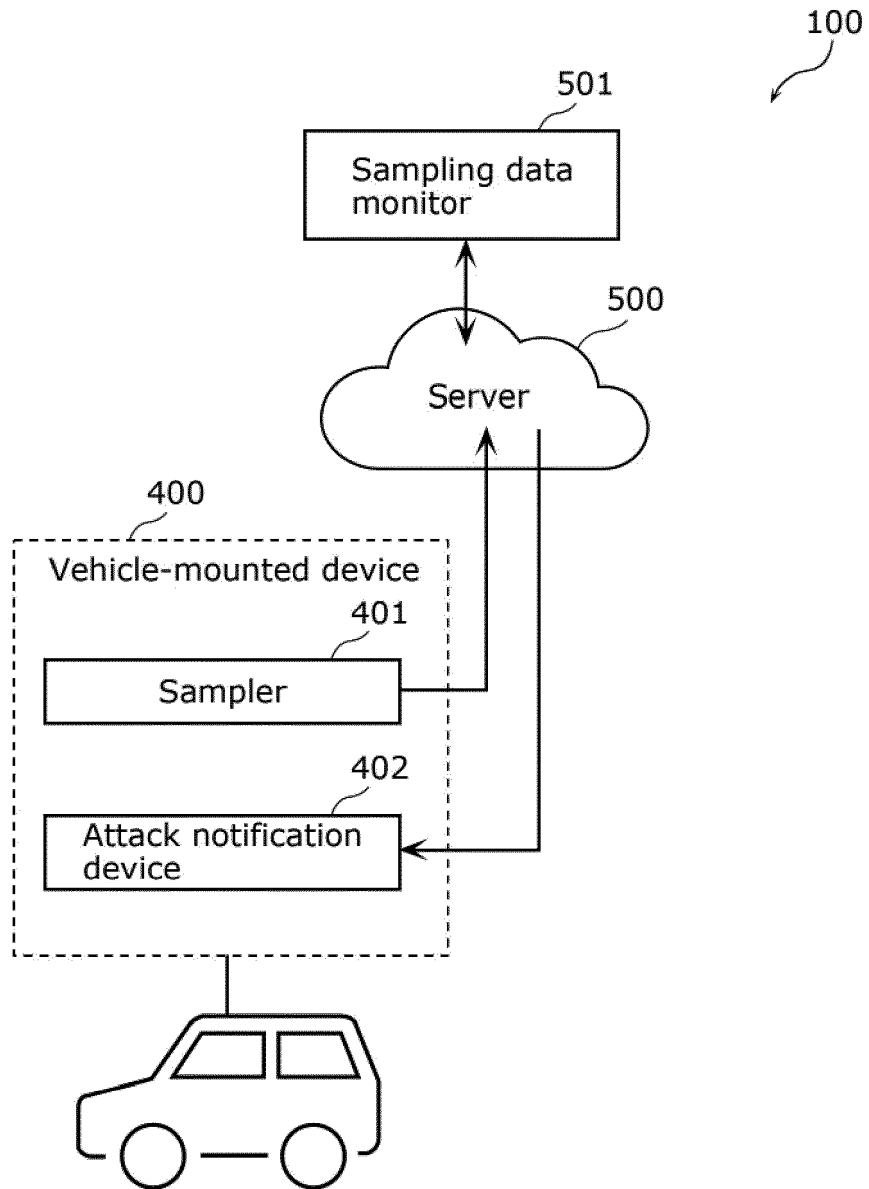 100
501
Sampling data
monitor
500
Server
400
Vehicle-mounted device
401
Sampler
402
Attack notification
device